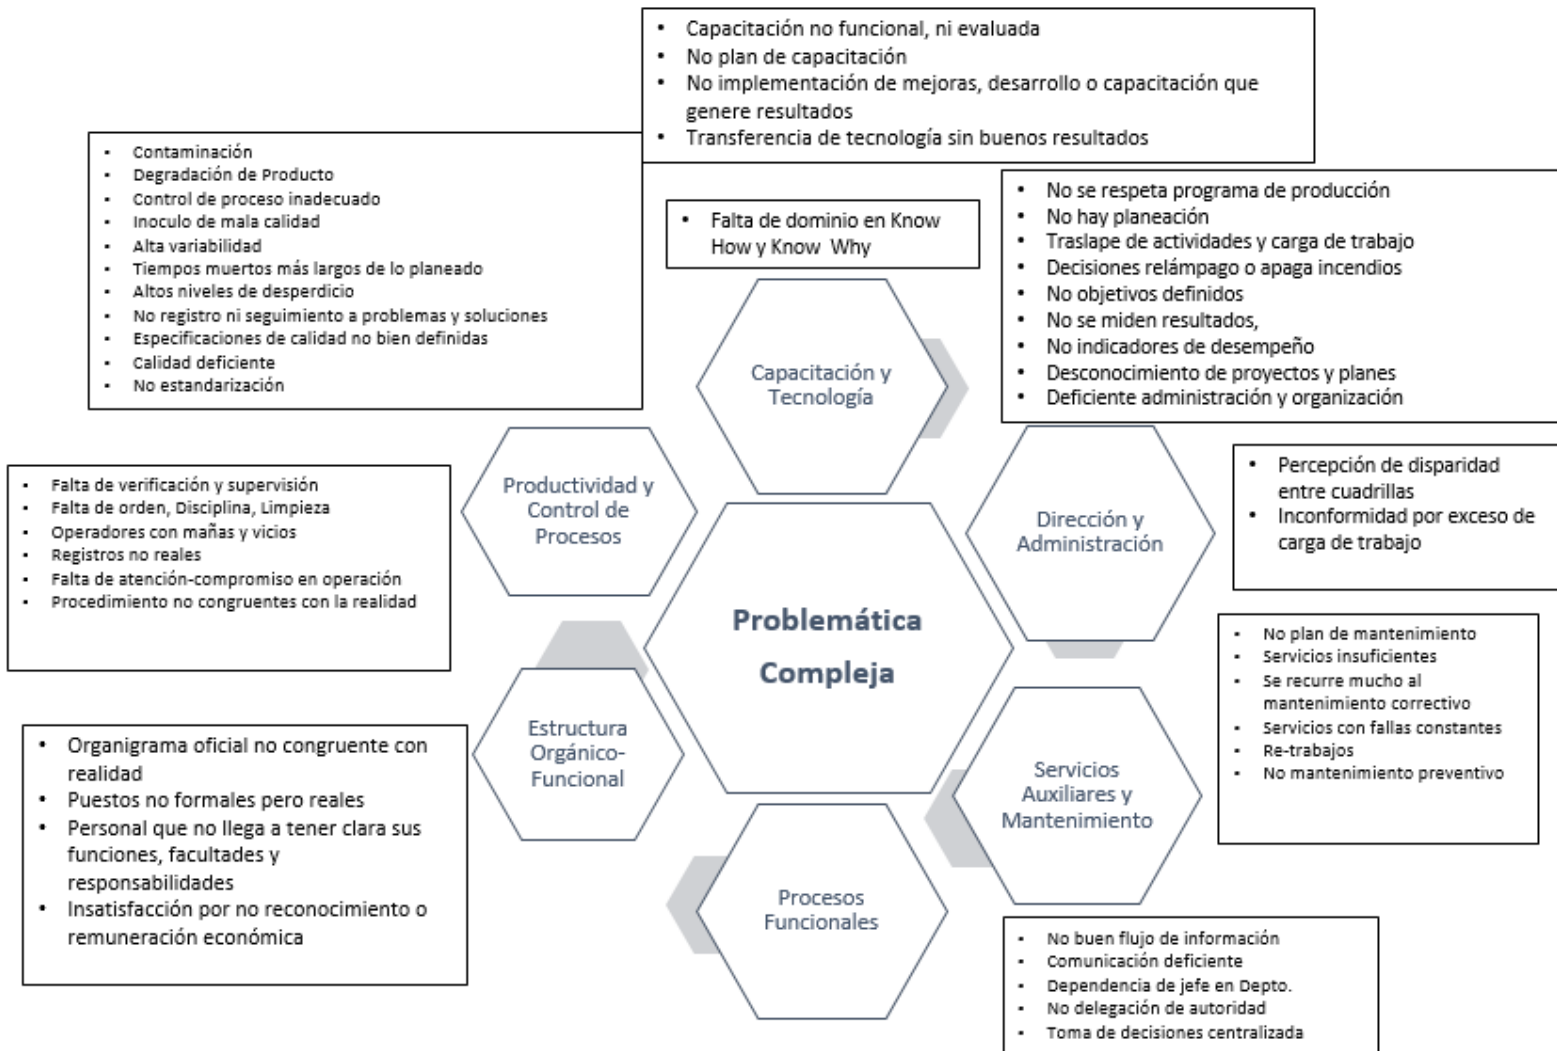 Capacitación no funcional, ni evaluada
No plan de capacitación
No implementación de mejoras, desarrollo o capacitación que
genere resultados
Transferencia de tecnología sin buenos resultados
Contaminación
Degradación de Producto
Control de proceso inadecuado
Inoculo de mala calidad
Alta variabilidad
Tiempos muertos más largos de lo planeado
Altos niveles de desperdicio
No registro ni seguimiento a problemas y soluciones
Especificaciones de calidad no bien definidas
Calidad deficiente
No estandarización
Falta de dominio en Know
How y Know Why
No se respeta programa de producción
No hay planeación
Traslape de actividades y carga de trabajo
Decisiones relámpago o apaga incendios
No objetivos definidos
No se miden resultados,
No indicadores de desempeño
Desconocimiento de proyectos y planes
Deficiente administración y organización
Capacitación y
Tecnología
Falta de verificación y supervisión
Falta de orden, Disciplina, Limpieza
Operadores con mañas y vicios
Registros no reales
Falta de atención-compromiso en operación
Procedimiento no congruentes con la realidad
Productividad y
Control de
Procesos
Dirección y
Administración
Percepción de disparidad
entre cuadrillas
Inconformidad por exceso de
carga de trabajo
Problemática
Compleja
No plan de mantenimiento
Servicios insuficientes
Se recurre mucho al
mantenimiento correctivo
Servicios con fallas constantes
Re-trabajos
No mantenimiento preventivo
Organigrama oficial no congruente con
realidad
Puestos no formales pero reales
Personal que no llega a tener clara sus
funciones, facultades y
responsabilidades
Insatisfacción por no reconocimiento o
remuneración económica
Estructura
Orgánico-
Funcional
Servicios
Auxiliares y
Mantenimiento
Procesos
Funcionales
No buen flujo de información
Comunicación deficiente
Dependencia de jefe en Depto.
No delegación de autoridad
Toma de decisiones centralizada